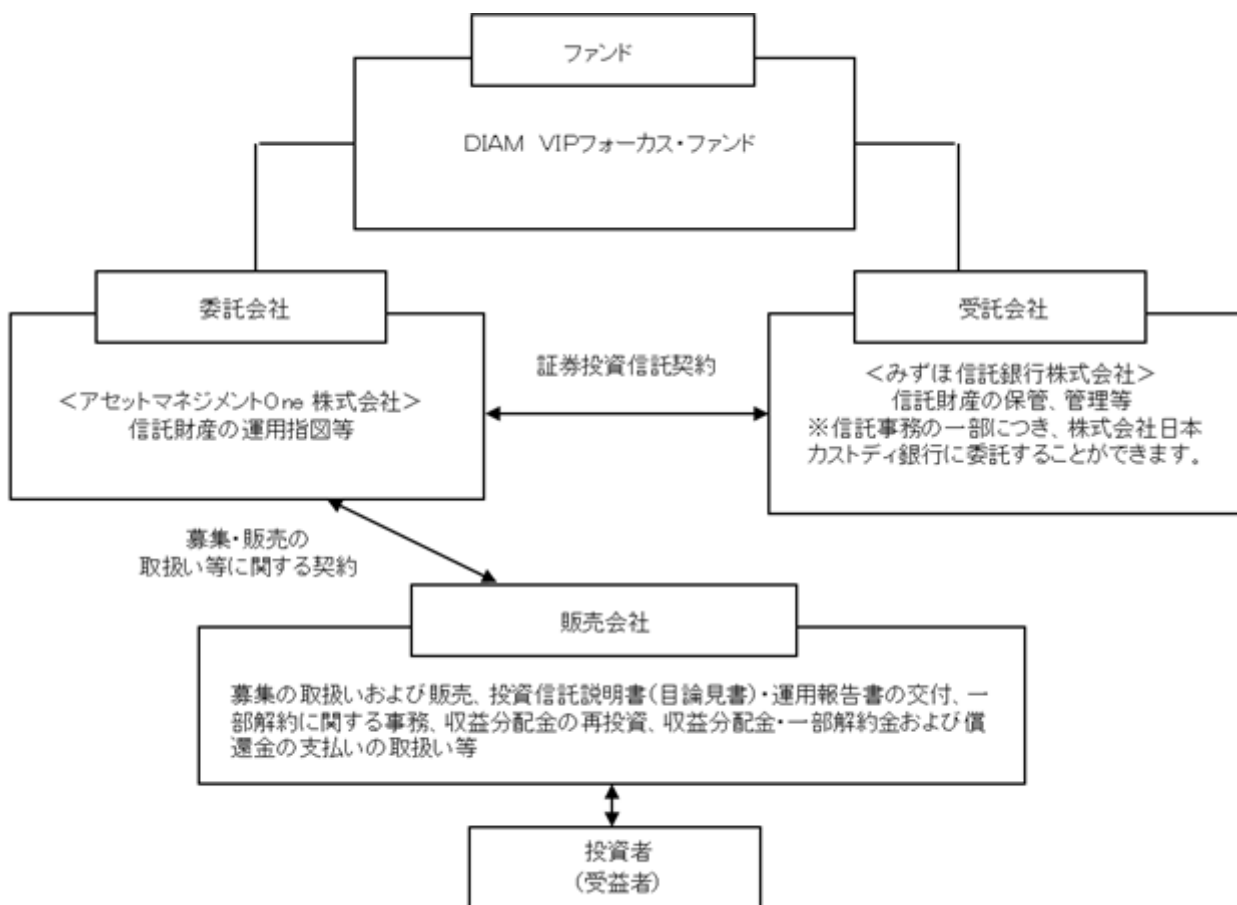 ファンド
DIAM VIPフォーカス・ファンド
委託会社
<アセットマネジメントOne 株式会社>
信託財産の運用指図等
証券投資信託契約
受託会社
<みずほ信託銀行株式会社>
信託財産の保管、管理等
※信託事務の一部につき、株式会社日本
カストディ銀行に委託することができます。
募集・販売の
取扱い等に関する契約
販売会社
募集の取扱いおよび販売、投資信託説明書(目論見書)・運用報告書の交付、一
部解約に関する事務、収益分配金の再投資、収益分配金・一部解約金および償
還金の支払いの取扱い等
投資者
(受益者)